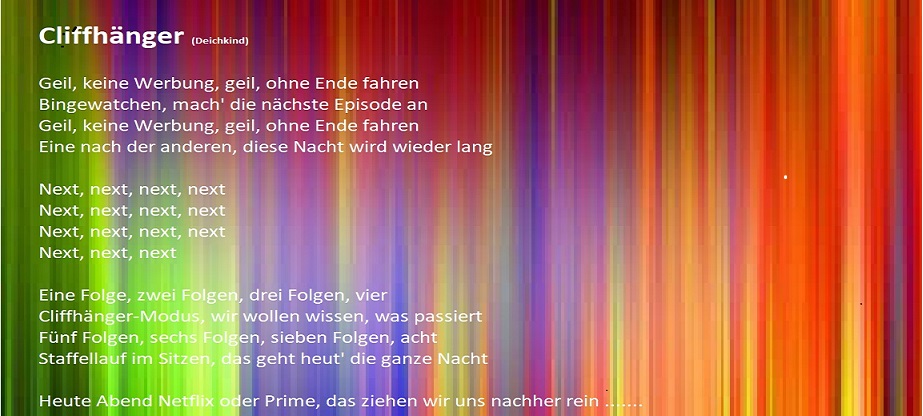 Cliffhänger (Deichkind)
Geil, keine Werbung, geil, ohne Ende fahren
Bingewatchen, mach' die nächste Episode an
Geil, keine Werbung, geil, ohne Ende fahren
Eine nach der anderen, diese Nacht wird wieder lang
Next, next, next, next
Next, next, next, next
Next, next, next, next
Next, next, next
Eine Folge, zwei Folgen, drei Folgen, vier
Cliffhänger-Modus, wir wollen wissen, was passiert
Fünf Folgen, sechs Folgen, sieben Folgen, acht
Staffellauf im Sitzen, das geht heut' die ganze Nacht
Heute Abend Netflix oder Prime, das ziehen wir uns nachher rein .......